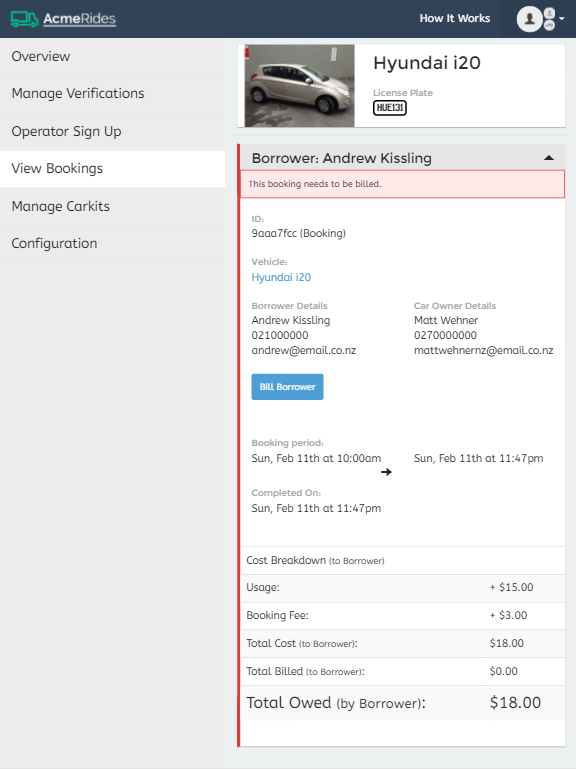 AcmeRides
How It Works
Overview
Manage Verifications
Operator Sign Up
View Bookings
Manage Carkits
Configuration
Hyundai i20
License Plate
HUE131
Borrower: Andrew Kissling
This booking needs to be billed.
ID:
9aaa7fcc (Booking)
Vehicle:
Hyundai i20
Borrower Details
Andrew Kissling
021000000
andrew@email.co.nz
Car Owner Details
Matt Wehner
0270000000
mattwehnernz@email.co.nz
Bill Borrower
Booking period:
Sun, Feb 11th at 10:00am
Sun, Feb 11th at 11:47pm
Completed On:
Sun, Feb 11th at 11:47pm
Cost Breakdown (to Borrower)
Usage: + $15.00
Booking Fee: + $3.00
Total Cost (to Borrower): $18.00
Total Billed (to Borrower): $0.00
Total Owed (by Borrower): $18.00